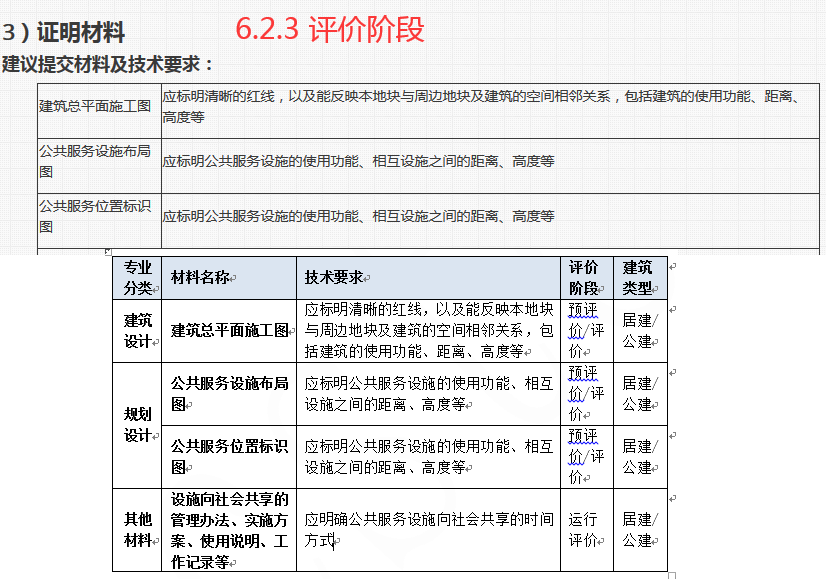 3）证明材料
6.2.3 评价阶段
建议提交材料及技术要求：
建筑总平面施工图
应标明清晰的红线，以及能反映本地块与周边地块及建筑的空间相邻关系，包括建筑的使用功能、距离、
高度等
公共服务设施布局
图
应标明公共服务设施的使用功能、相互设施之间的距离、高度等
公共服务位置标识
图
应标明公共服务设施的使用功能、相互设施之间的距离、高度等
专业
分类
材料名称
技术要求
评价
阶段
建筑
类型
建筑
设计
建筑总平面施工图
应标明清晰的红线，以及能反映本地块
与周边地块及建筑的空间相邻关系，包
括建筑的使用功能、距离、高度等
预评
价/评
价
居建/
公建
规划
设计
公共服务设施布局
图
应标明公共服务设施的使用功能、相互
设施之间的距离、高度等
预评
价/评
价
居建/
公建
公共服务位置标识
图
应标明公共服务设施的使用功能、相互
设施之间的距离、高度等
预评
价/评
价
居建/
公建
其他
材料
设施向社会共享的
管理办法、实施方
案、使用说明、工
作记录等
应明确公共服务设施向社会共享的时间
方式
运行
评价
居建/
公建